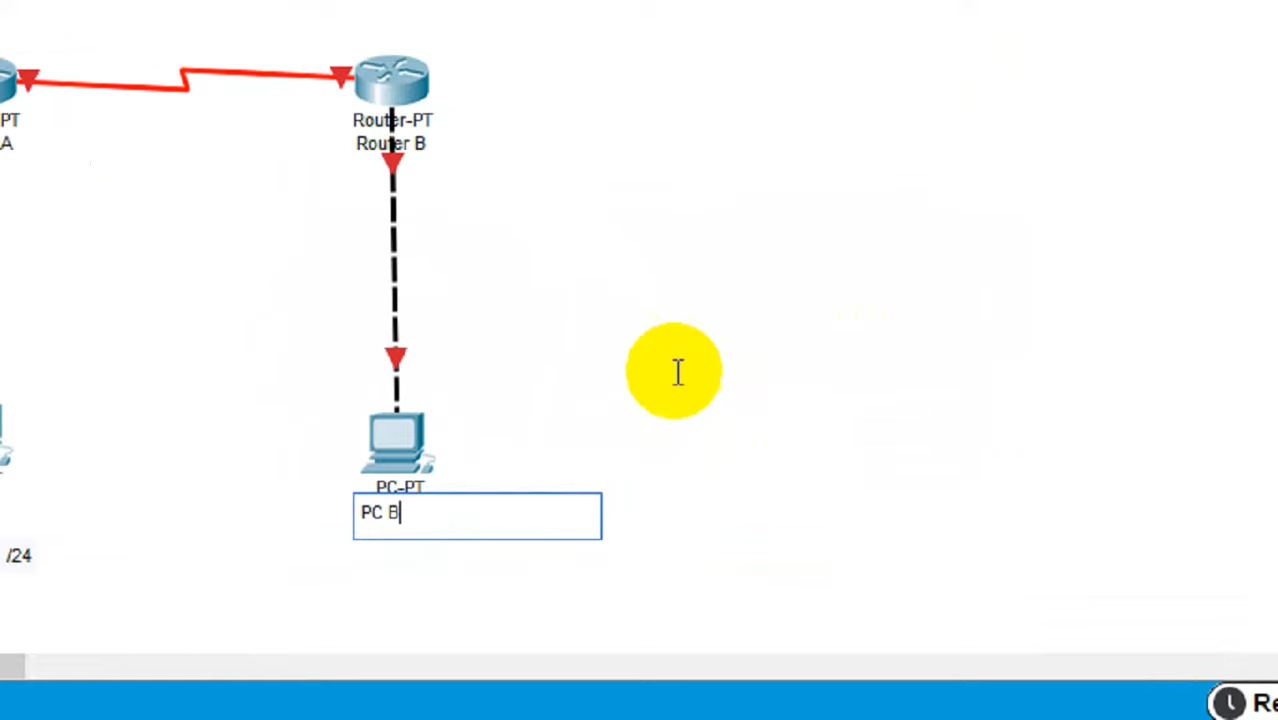 PT
A
Router-PT
Router B
PC-PT
PC B
/24
Re